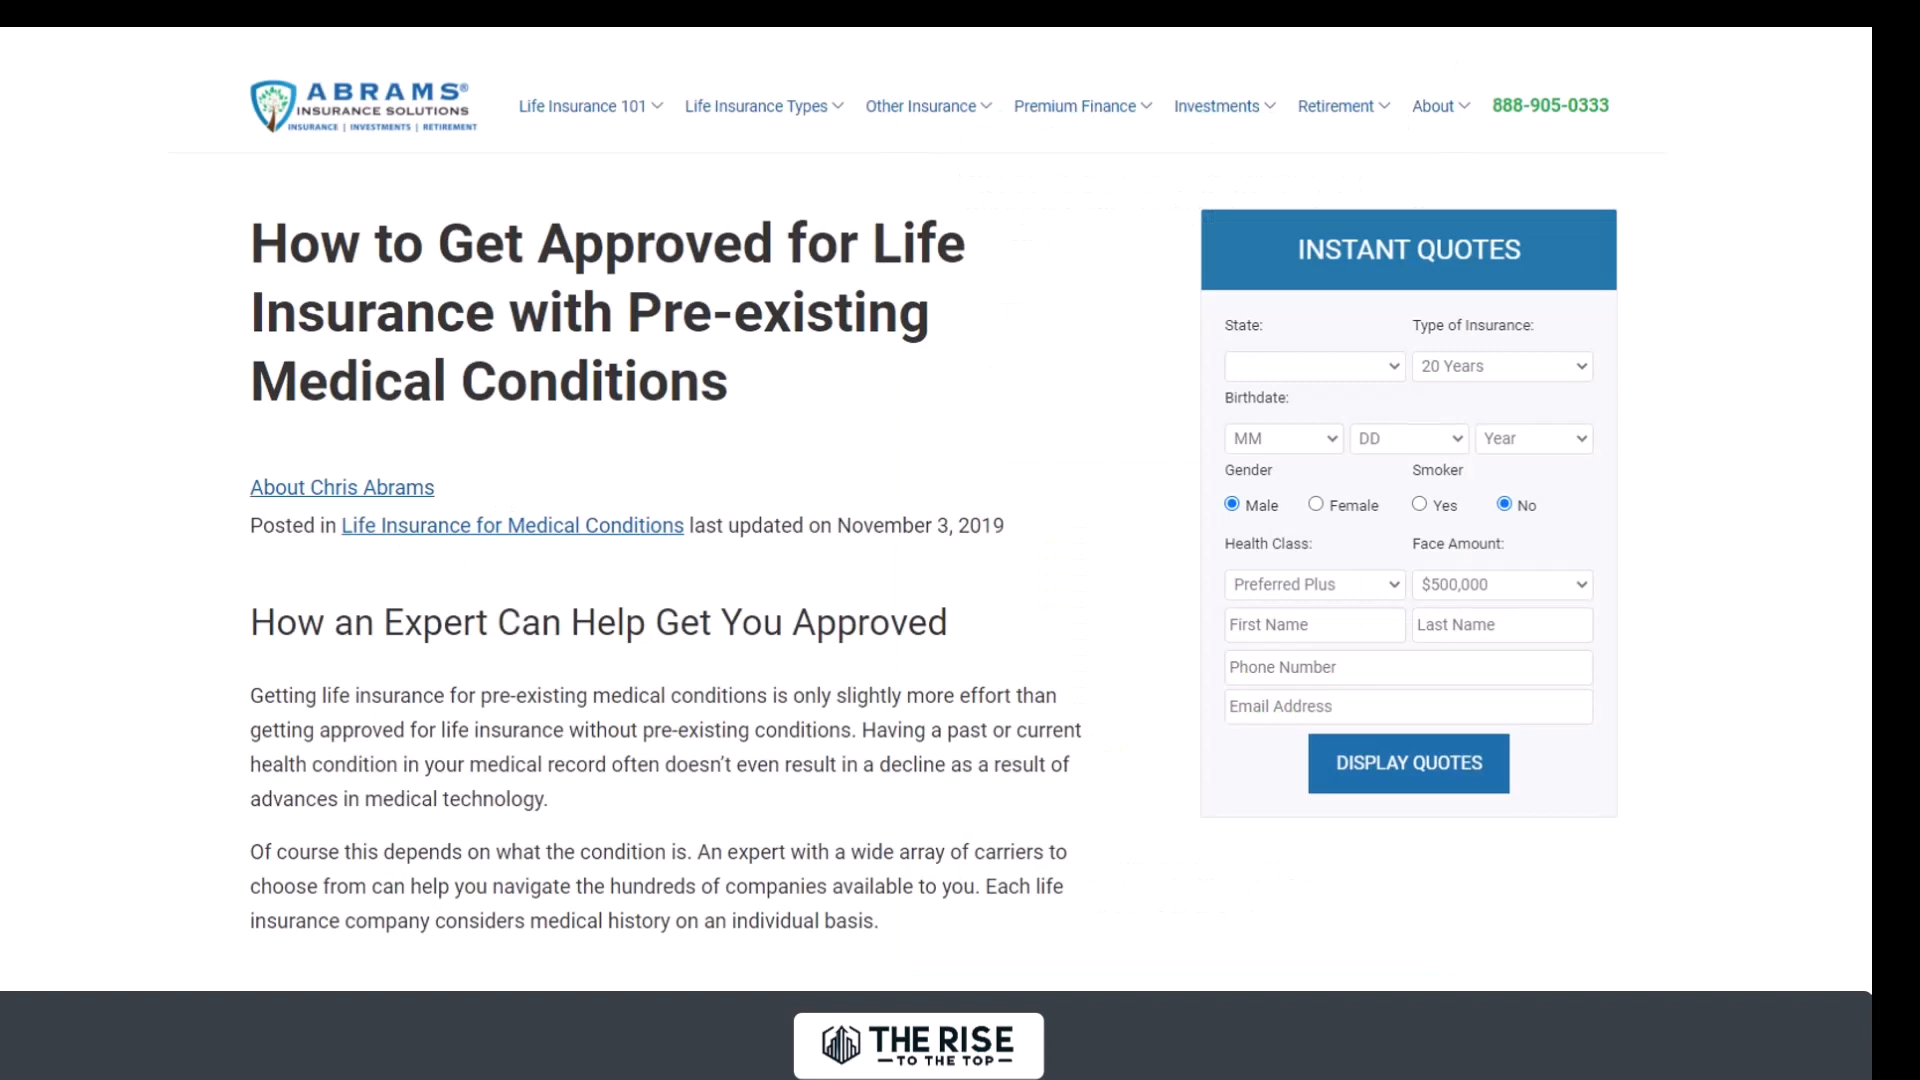 ABRAMS®
INSURANCE SOLUTIONS
INSURANCE | INVESTMENTS | RETIREMENT
Life Insurance 101 Life Insurance Types Other Insurance Premium Finance Investments Retirement About 888-905-0333
How to Get Approved for Life
Insurance with Pre-existing
Medical Conditions
About Chris Abrams
Posted in Life Insurance for Medical Conditions last updated on November 3, 2019
How an Expert Can Help Get You Approved
Getting life insurance for pre-existing medical conditions is only slightly more effort than
getting approved for life insurance without pre-existing conditions. Having a past or current
health condition in your medical record often doesn’t even result in a decline as a result of
advances in medical technology.
Of course this depends on what the condition is. An expert with a wide array of carriers to
choose from can help you navigate the hundreds of companies available to you. Each life
insurance company considers medical history on an individual basis.
INSTANT QUOTES
State: Type of Insurance:
20 Years
Birthdate:
MM DD Year
Gender Smoker
Male Female Yes No
Health Class: Face Amount:
Preferred Plus $500,000
First Name Last Name
Phone Number
Email Address
DISPLAY QUOTES
THE RISE
TO THE TOP